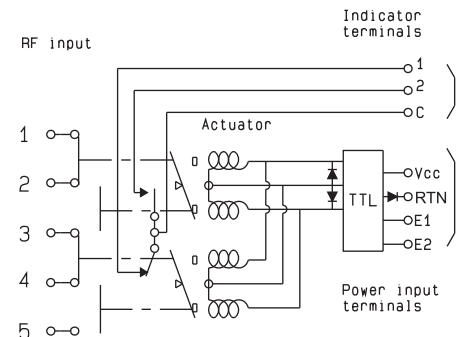 Indicator
terminals
RF input
1
2
C
Actuator
1
2
3
4
5
TTL
Vcc
RTN
E1
E2
Power input
terminals